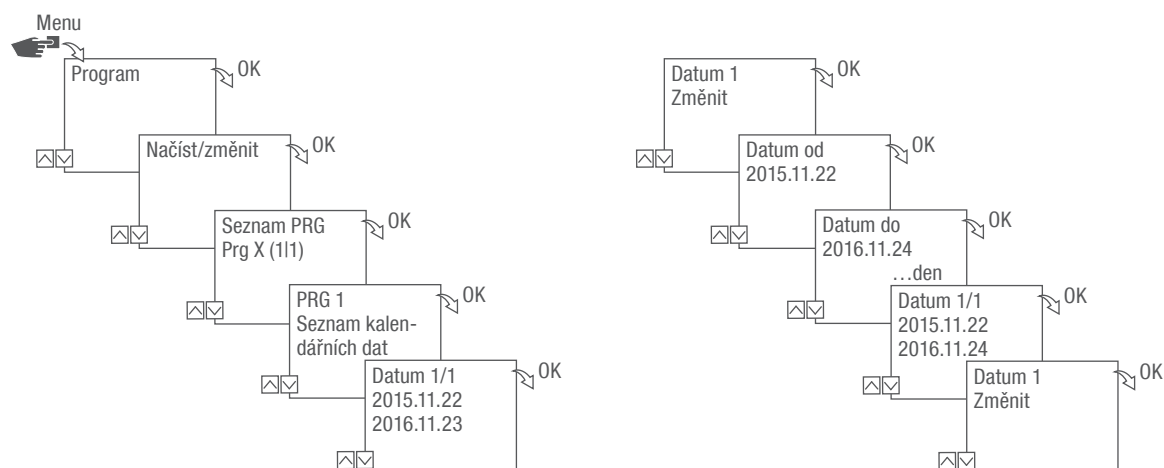 Menu
Program
OK
Načíst/změnit
OK
Seznam PRG
Prg X (1|1)
OK
PRG 1
Seznam kalen-
dářních dat
OK
Datum 1/1
2015.11.22
2016.11.23
OK
Datum 1
Změnit
OK
Datum od
2015.11.22
OK
Datum do
2016.11.24
…den
OK
Datum 1/1
2015.11.22
2016.11.24
OK
Datum 1
Změnit
OK